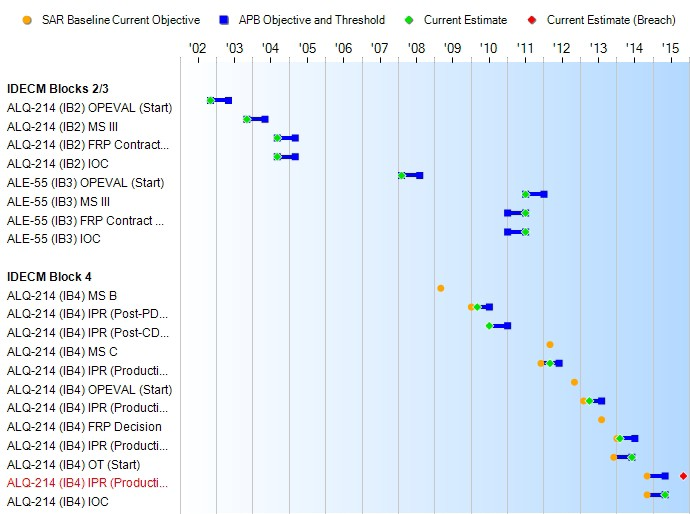 SAR Baseline Current Objective APB Objective and Threshold Current Estimate Current Estimate (Breach)
'02 '03 '04 '05 '06 '07 '08 '09 '10 '11 '12 '13 '14 '15
IDECM Blocks 2/3
ALQ-214 (IB2) OPEVAL (Start)
ALQ-214 (IB2) MS III
ALQ-214 (IB2) FRP Contract...
ALQ-214 (IB2) IOC
ALE-55 (IB3) OPEVAL (Start)
ALE-55 (IB3) MS III
ALE-55 (IB3) FRP Contract ...
ALE-55 (IB3) IOC
IDECM Block 4
ALQ-214 (IB4) MS B
ALQ-214 (IB4) IPR (Post-PD...
ALQ-214 (IB4) IPR (Post-CD...
ALQ-214 (IB4) MS C
ALQ-214 (IB4) IPR (Producti...
ALQ-214 (IB4) OPEVAL (Start)
ALQ-214 (IB4) IPR (Producti...
ALQ-214 (IB4) FRP Decision
ALQ-214 (IB4) IPR (Producti...
ALQ-214 (IB4) OT (Start)
ALQ-214 (IB4) IPR (Producti...
ALQ-214 (IB4) IOC